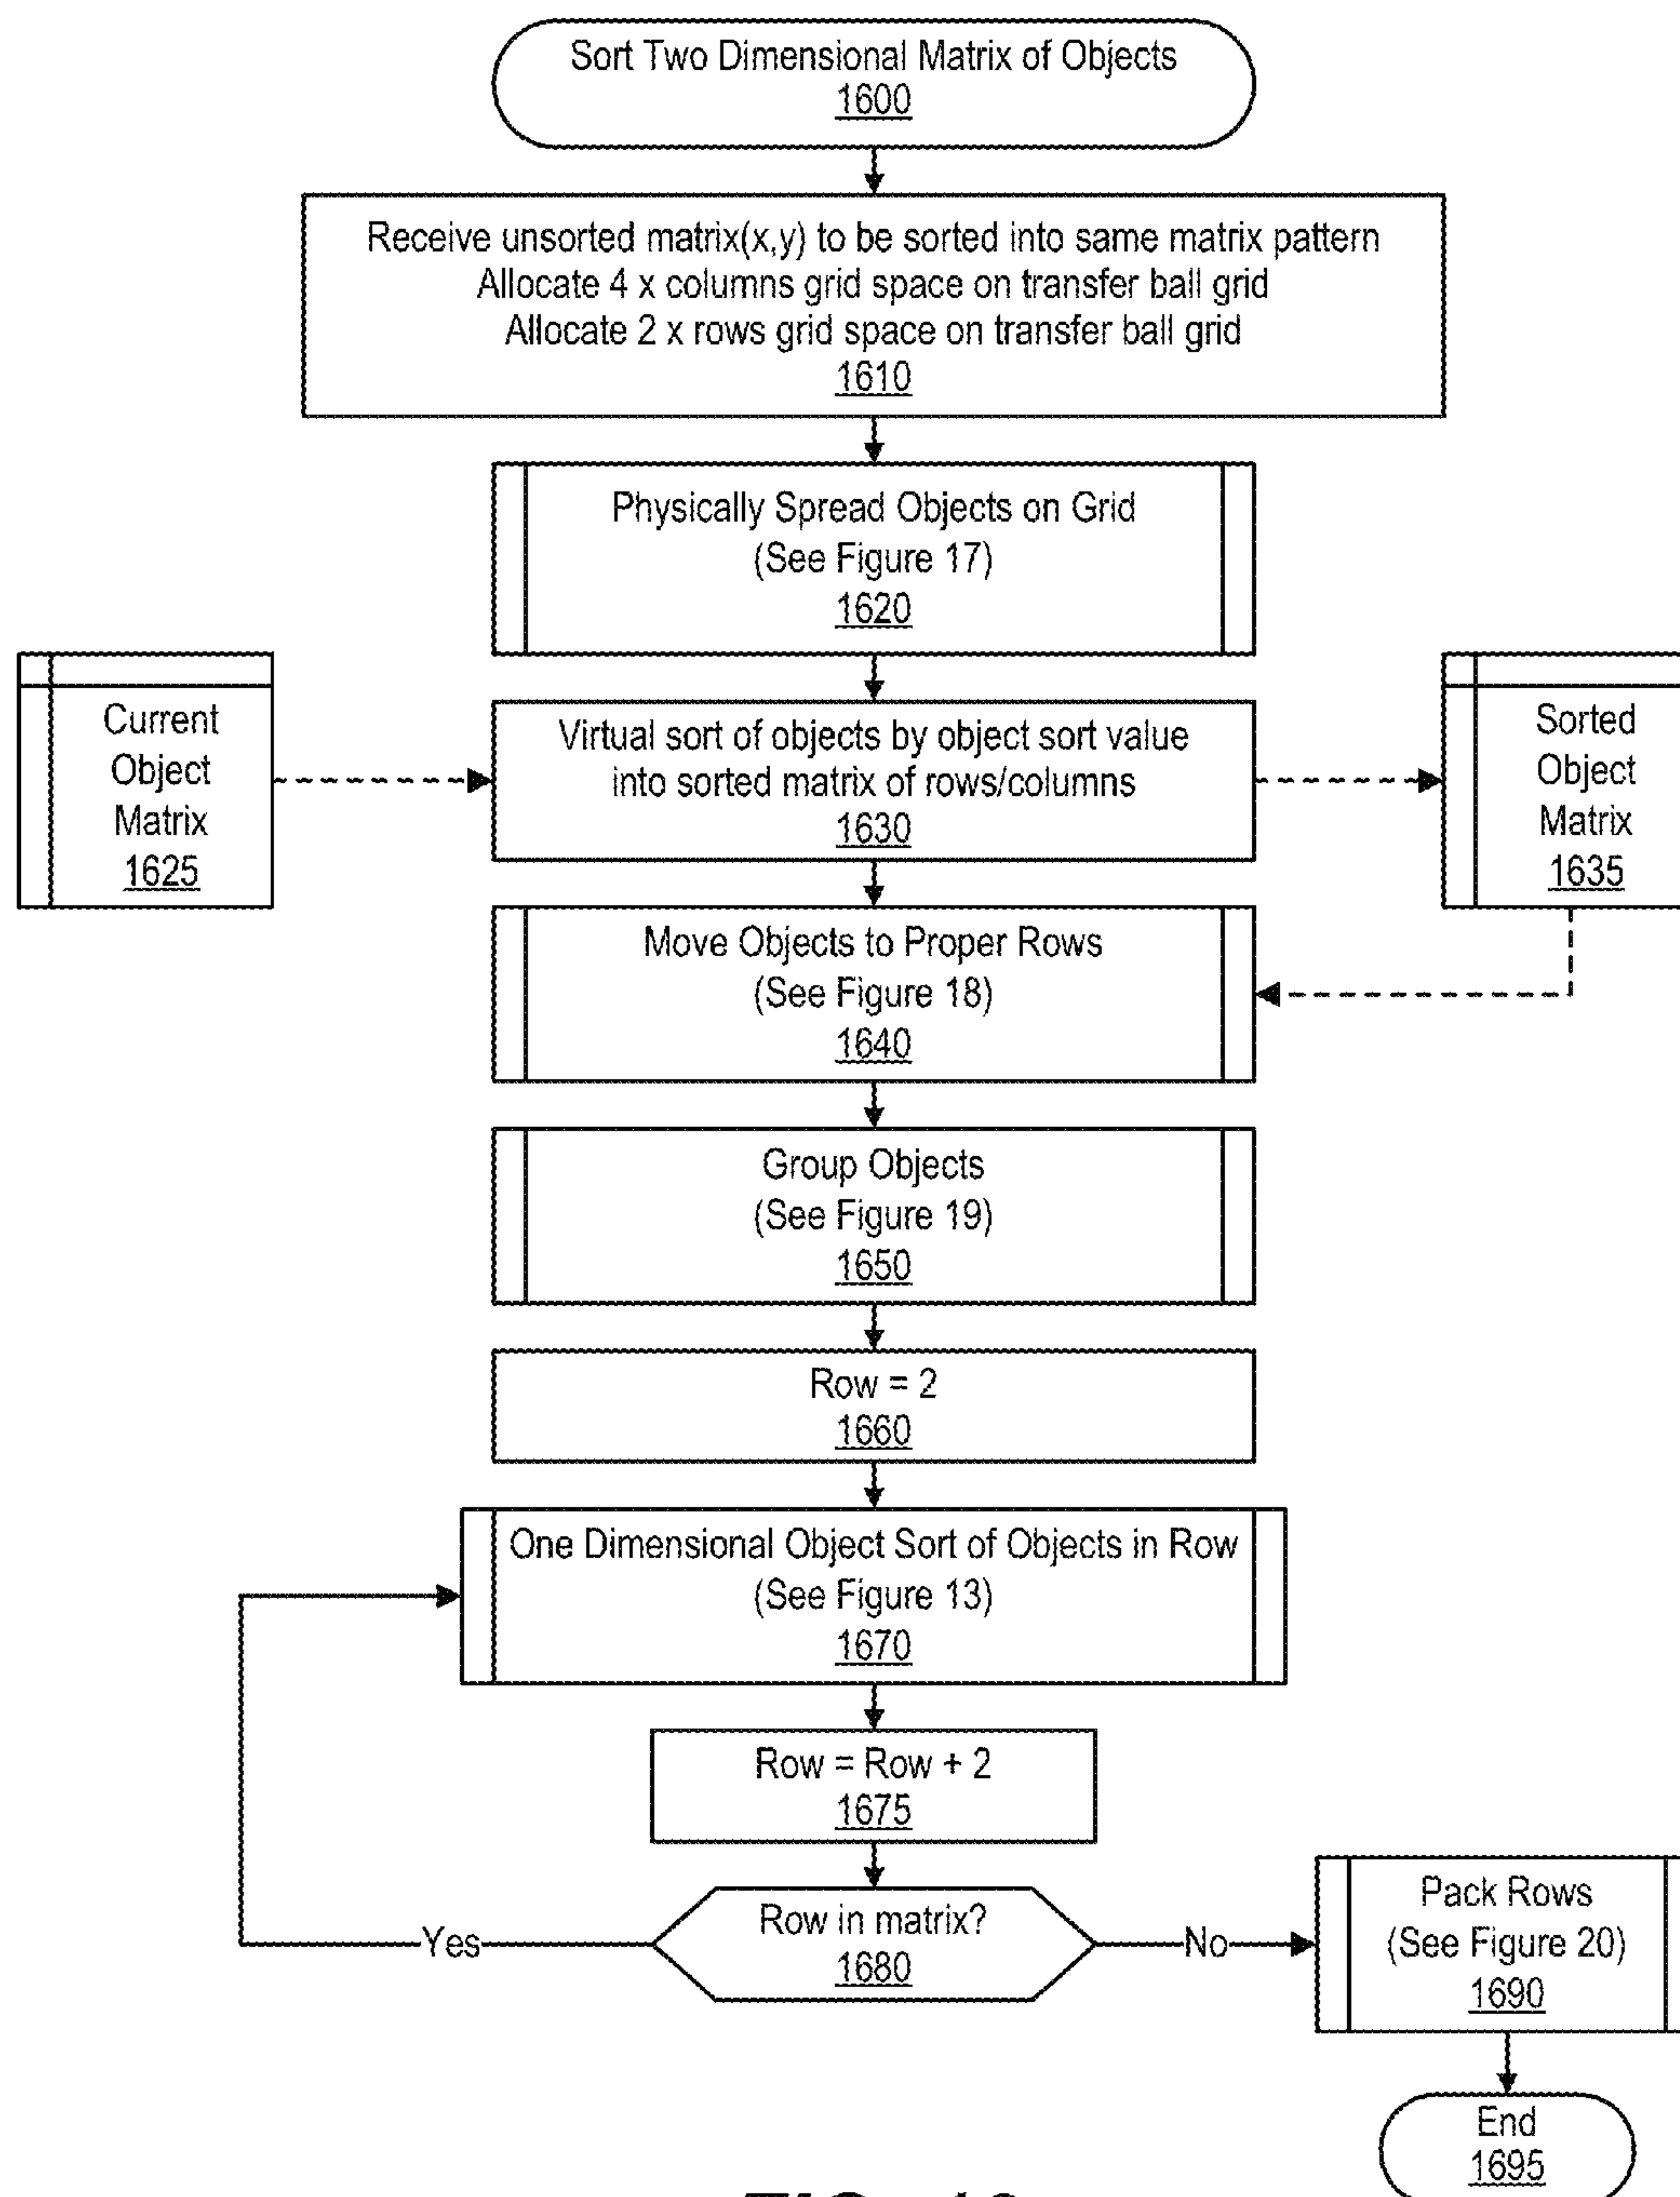 Sort Two Dimensional Matrix of Objects
1600
Receive unsorted matrix(x,y) to be sorted into same matrix pattern
Allocate 4 x columns grid space on transfer ball grid
Allocate 2 x rows grid space on transfer ball grid
1610
Physically Spread Objects on Grid
(See Figure 17)
1620
Current
Object
Matrix
1625
Virtual sort of objects by object sort value
into sorted matrix of rows/columns
1630
Sorted
Object
Matrix
1635
Move Objects to Proper Rows
(See Figure 18)
1640
Group Objects
(See Figure 19)
1650
Row = 2
1660
One Dimensional Object Sort of Objects in Row
(See Figure 13)
1670
Row = Row + 2
1675
Row in matrix?
1680
Yes
No
Pack Rows
(See Figure 20)
1690
End
1695